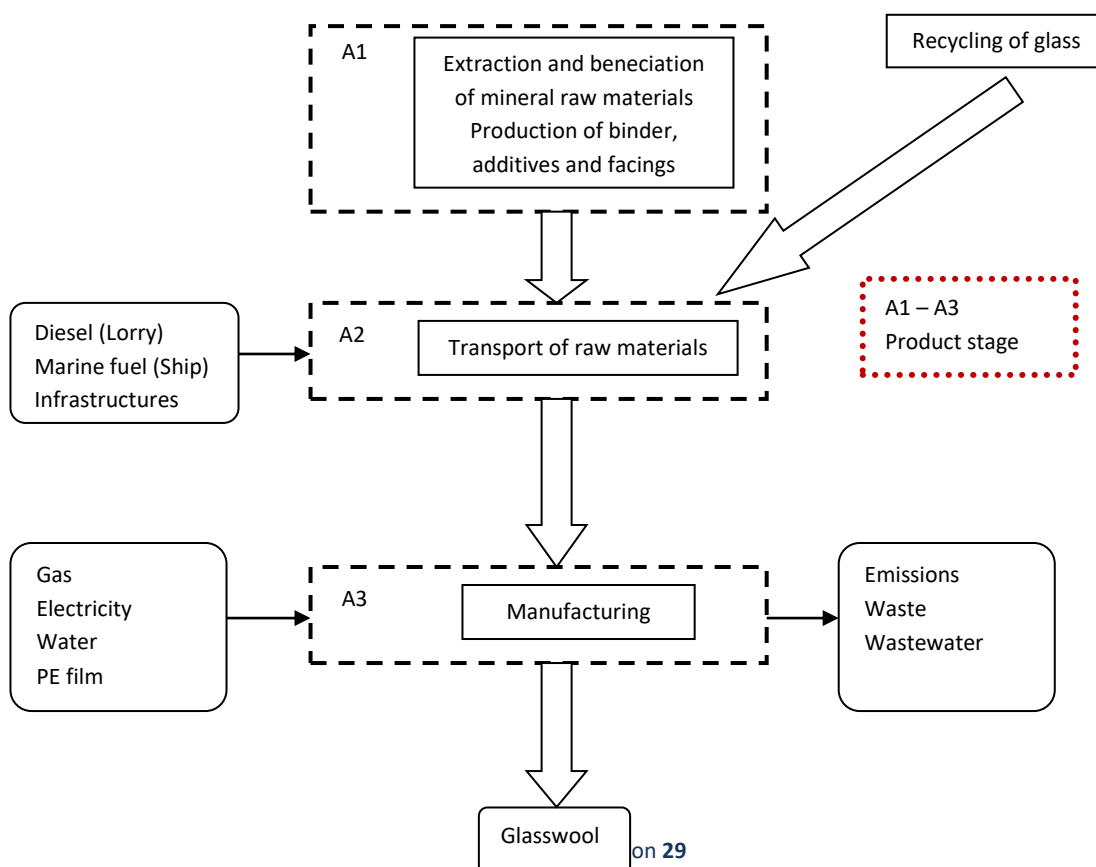 A1
Extraction and beneciation
of mineral raw materials
Production of binder,
additives and facings
Recycling of glass
Diesel (Lorry)
Marine fuel (Ship)
Infrastructures
A2
Transport of raw materials
A1 – A3
Product stage
Gas
Electricity
Water
PE film
A3
Manufacturing
Emissions
Waste
Wastewater
Glasswool
on 29